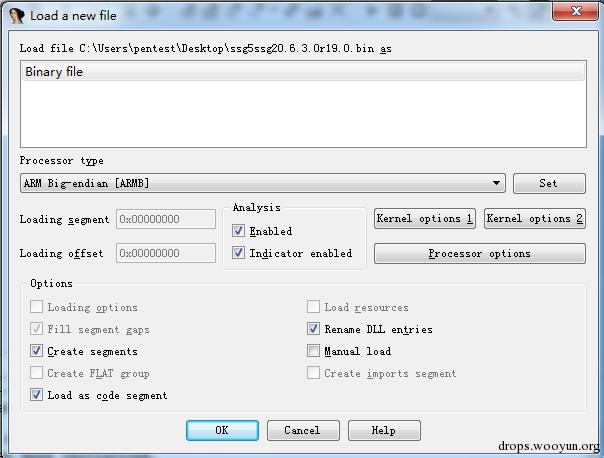 Load a new file
Load file C:\Users\pentest\Desktop\ssg5ssg20.6.3.0r19.0.bin as
Binary file
Processor type
ARM Big-endian [ARMB]
Set
Loading segment 0x00000000
Loading offset 0x00000000
Analysis
Enabled
Indicator enabled
Kernel options 1
Kernel options 2
Processor options
Options
Loading options
Fill segment gaps
Create segments
Create FLAT group
Load as code segment
Load resources
Rename DLL entries
Manual load
Create imports segment
OK
Cancel
Help
drops.wooyun.org